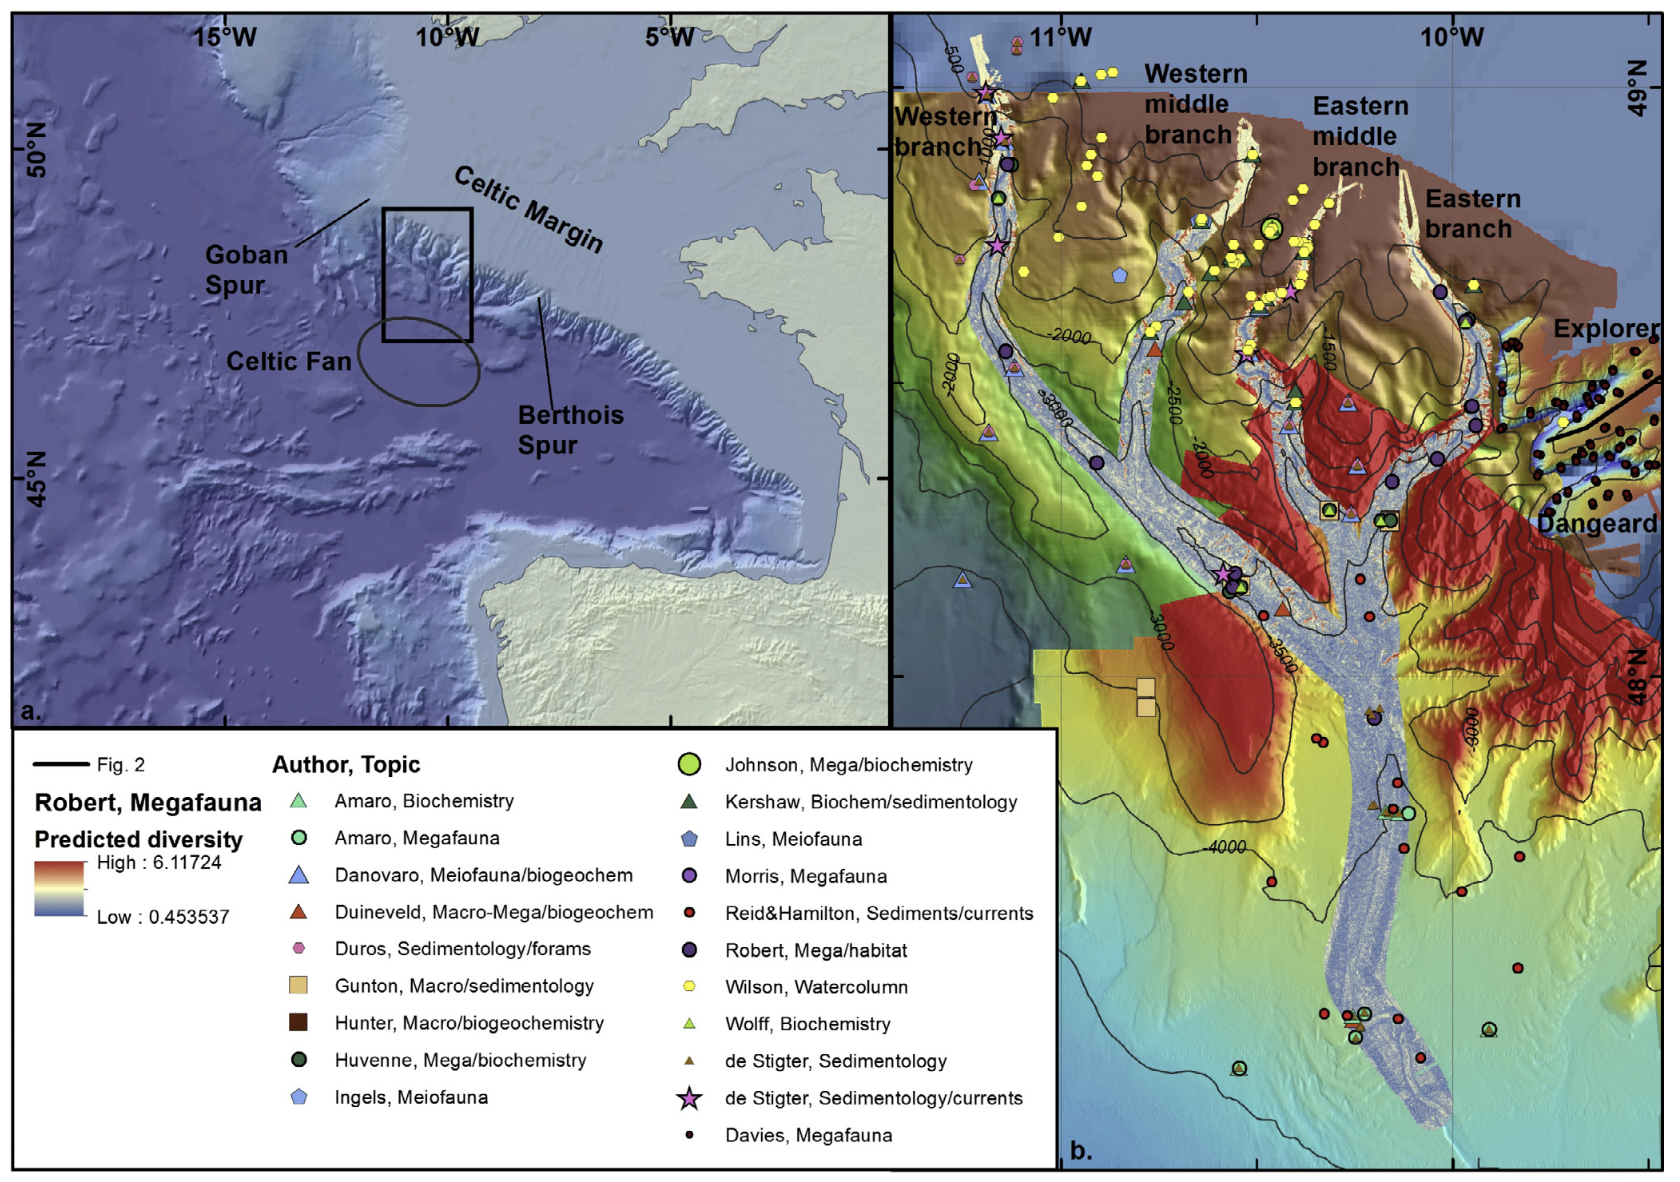 15°W
10°W
5°W
50°N
45°N
Celtic Margin
Goban
Spur
Celtic Fan
Berthois
Spur
a.
11°W
10°W
49°N
48°N
Western
branch
Western
middle
branch
Eastern
middle
branch
Eastern
branch
Explorer
Dangeard
-500
-1000
-2000
-2000
-3000
-2500
-2000
-1500
-3000
-3500
-3000
-4000
b.
Fig. 2
Robert, Megafauna
Predicted diversity
High : 6.11724
Low : 0.453537
Author, Topic
Amaro, Biochemistry
Amaro, Megafauna
Danovaro, Meiofauna/biogeochem
Duineveld, Macro-Mega/biogeochem
Duros, Sedimentology/forams
Gunton, Macro/sedimentology
Hunter, Macro/biogeochemistry
Huvenne, Mega/biochemistry
Ingels, Meiofauna
Johnson, Mega/biochemistry
Kershaw, Biochem/sedimentology
Lins, Meiofauna
Morris, Megafauna
Reid&Hamilton, Sediments/currents
Robert, Mega/habitat
Wilson, Watercolumn
Wolff, Biochemistry
de Stigter, Sedimentology
de Stigter, Sedimentology/currents
Davies, Megafauna